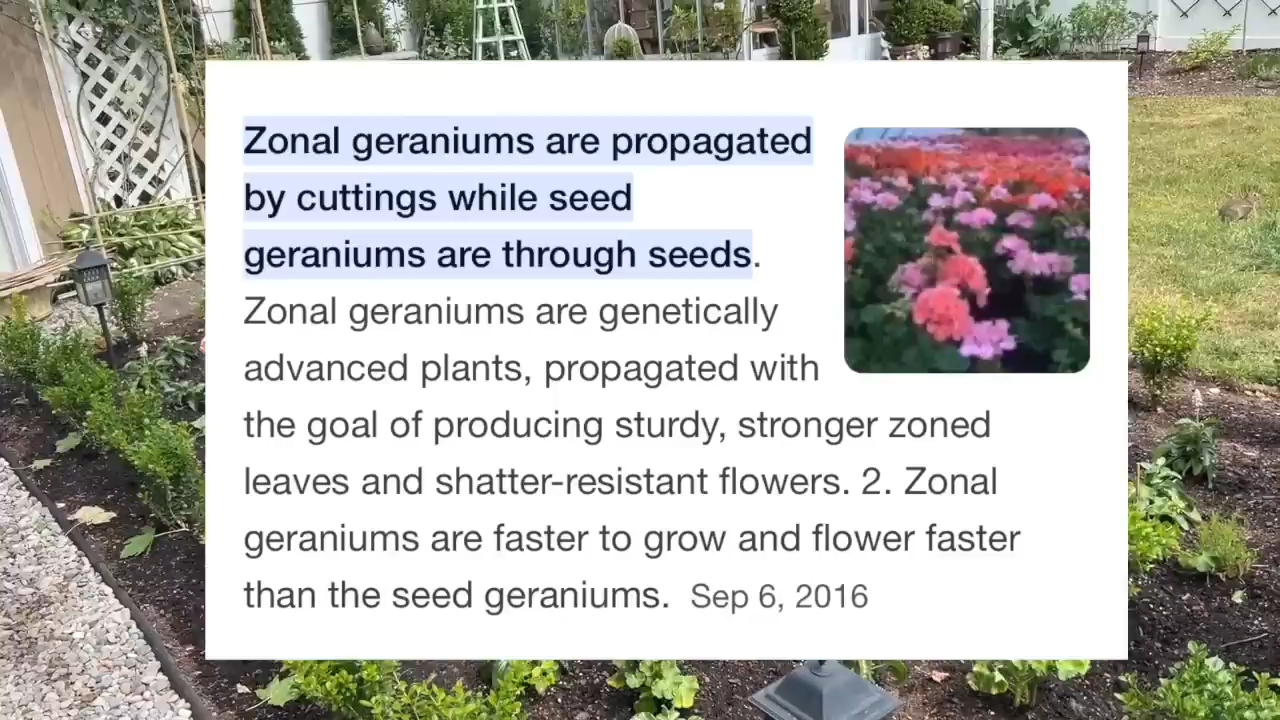 Zonal geraniums are propagated
by cuttings while seed
geraniums are through seeds.
Zonal geraniums are genetically
advanced plants, propagated with
the goal of producing sturdy, stronger zoned
leaves and shatter-resistant flowers. 2. Zonal
geraniums are faster to grow and flower faster
than the seed geraniums. Sep 6, 2016